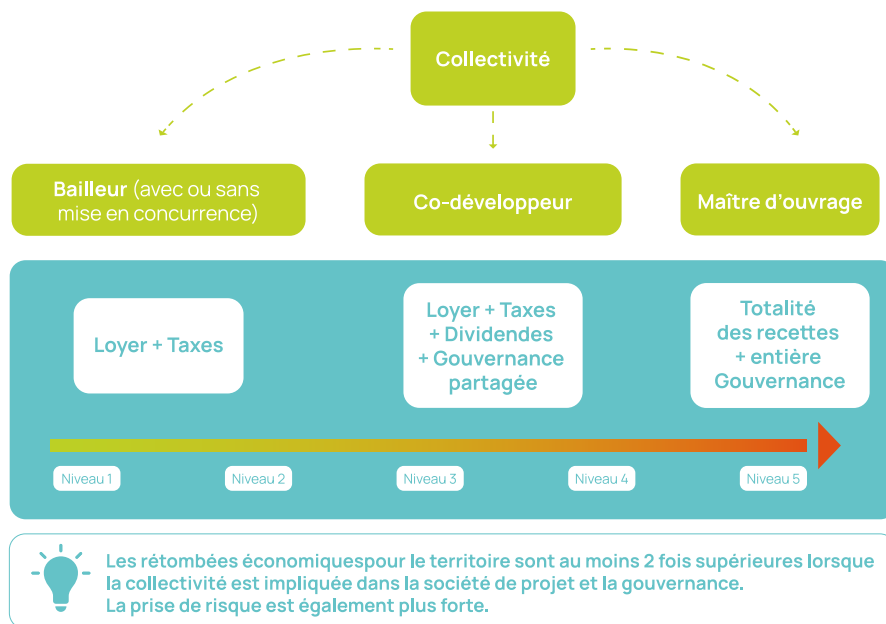 Collectivité
Bailleur (avec ou sans
mise en concurrence)
Co-développeur
Maître d'ouvrage
Loyer + Taxes
Loyer + Taxes
+ Dividendes
+ Gouvernance
partagée
Totalité
des recettes
+ entière
Gouvernance
Niveau 1
Niveau 2
Niveau 3
Niveau 4
Niveau 5
Les rétombées économiquespour le territoire sont au moins 2 fois supérieures lorsque
la collectivité est impliquée dans la société de projet et la gouvernance.
La prise de risque est également plus forte.